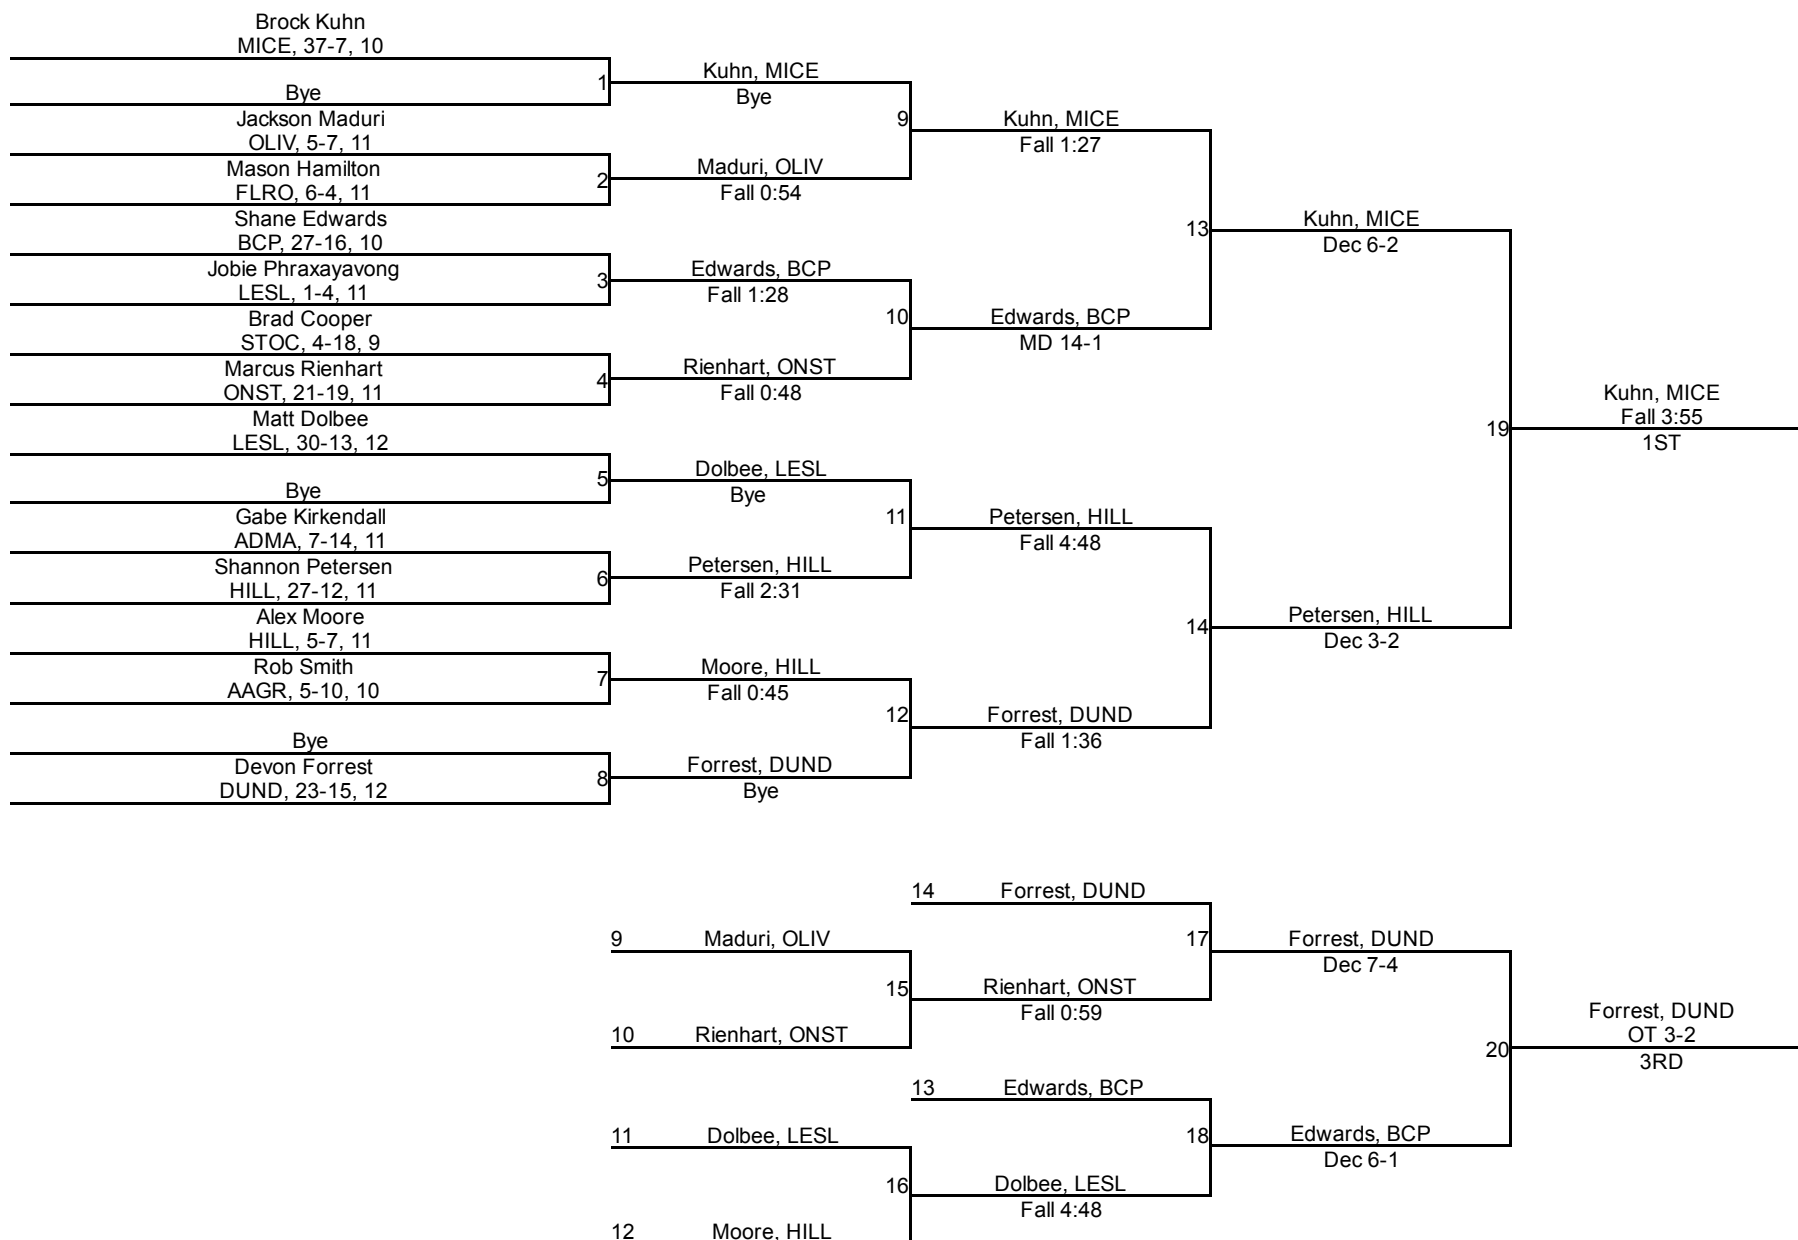 Brock Kuhn
MICE, 37-7, 10
Bye
Jackson Maduri
OLIV, 5-7, 11
Mason Hamilton
FLRO, 6-4, 11
Shane Edwards
BCP, 27-16, 10
Jobie Phraxayavong
LESL, 1-4, 11
Brad Cooper
STOC, 4-18, 9
Marcus Rienhart
ONST, 21-19, 11
Matt Dolbee
LESL, 30-13, 12
Bye
Gabe Kirkendall
ADMA, 7-14, 11
Shannon Petersen
HILL, 27-12, 11
Alex Moore
HILL, 5-7, 11
Rob Smith
AAGR, 5-10, 10
Bye
Devon Forrest
DUND, 23-15, 12
1
Kuhn, MICE
Bye
2
Maduri, OLIV
Fall 0:54
3
Edwards, BCP
Fall 1:28
4
Rienhart, ONST
Fall 0:48
5
Dolbee, LESL
Bye
6
Petersen, HILL
Fall 2:31
7
Moore, HILL
Fall 0:45
8
Forrest, DUND
Bye
9
Kuhn, MICE
Fall 1:27
10
Edwards, BCP
MD 14-1
11
Petersen, HILL
Fall 4:48
12
Forrest, DUND
Fall 1:36
13
Kuhn, MICE
Dec 6-2
14
Petersen, HILL
Dec 3-2
19
Kuhn, MICE
Fall 3:55
1ST
9 Maduri, OLIV
10 Rienhart, ONST
11 Dolbee, LESL
12 Moore, HILL
14 Forrest, DUND
15
Rienhart, ONST
Fall 0:59
13 Edwards, BCP
16
Dolbee, LESL
Fall 4:48
17
Forrest, DUND
Dec 7-4
18
Edwards, BCP
Dec 6-1
20
Forrest, DUND
OT 3-2
3RD